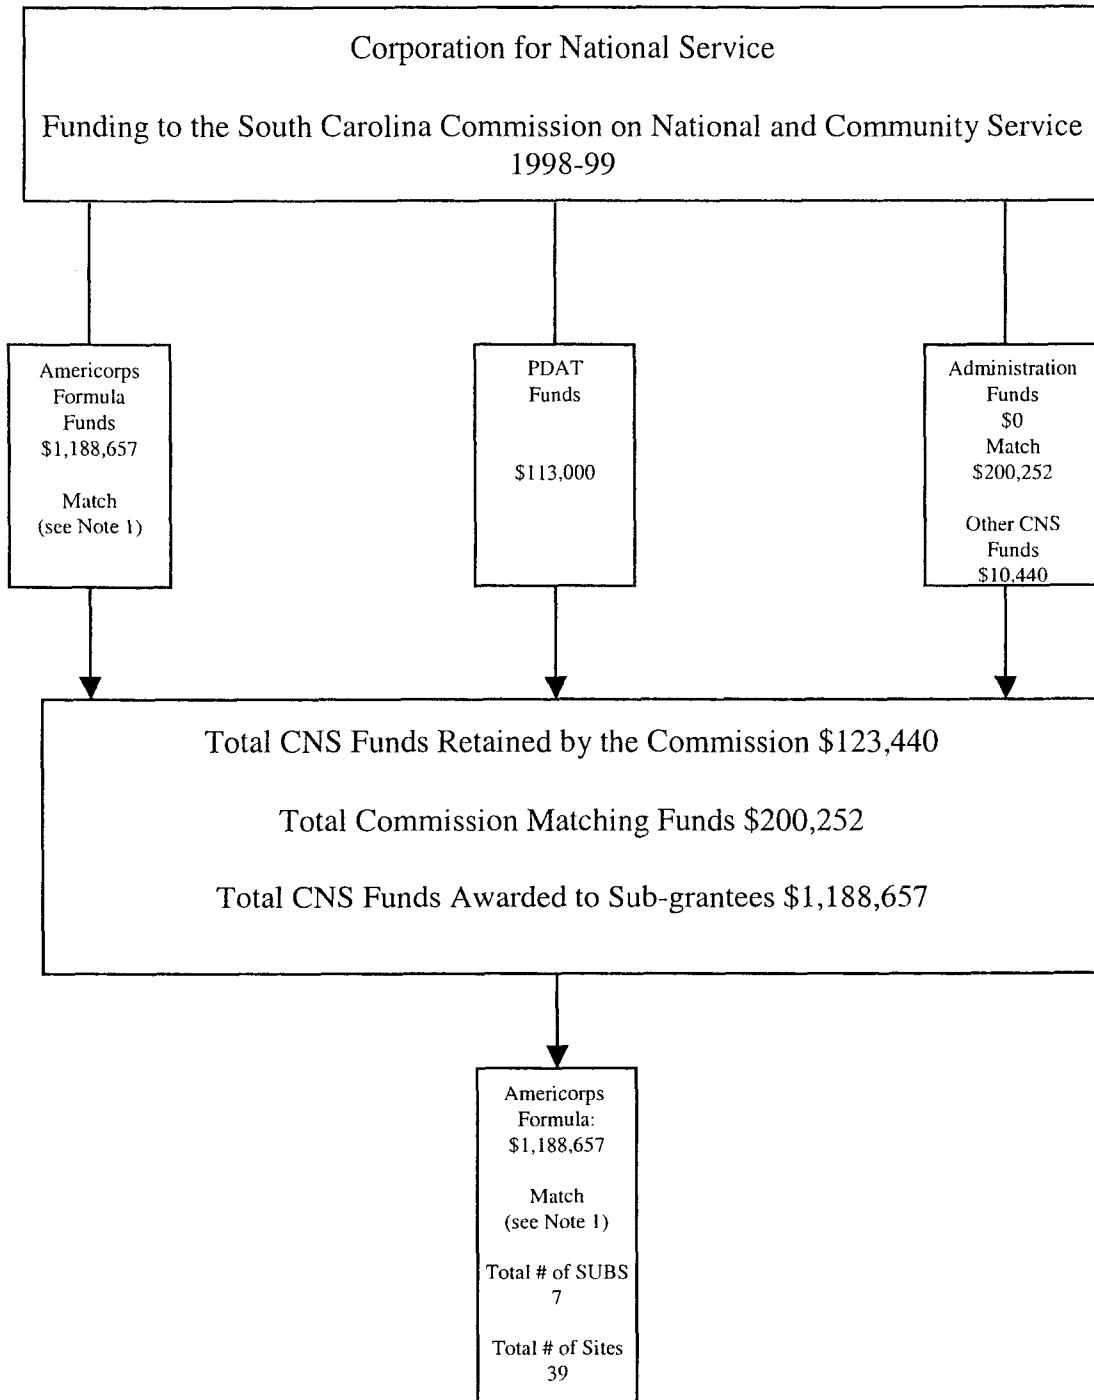 Corporation for National Service
Funding to the South Carolina Commission on National and Community Service
1998-99
Americorps
Formula
Funds
$1,188,657
Match
(see Note 1)
PDAT
Funds
$113,000
Administration
Funds
$0
Match
$200,252
Other CNS
Funds
$10,440
Total CNS Funds Retained by the Commission $123,440
Total Commission Matching Funds $200,252
Total CNS Funds Awarded to Sub-grantees $1,188,657
Americorps
Formula:
$1,188,657
Match
(see Note 1)
Total # of SUBS
7
Total # of Sites
39